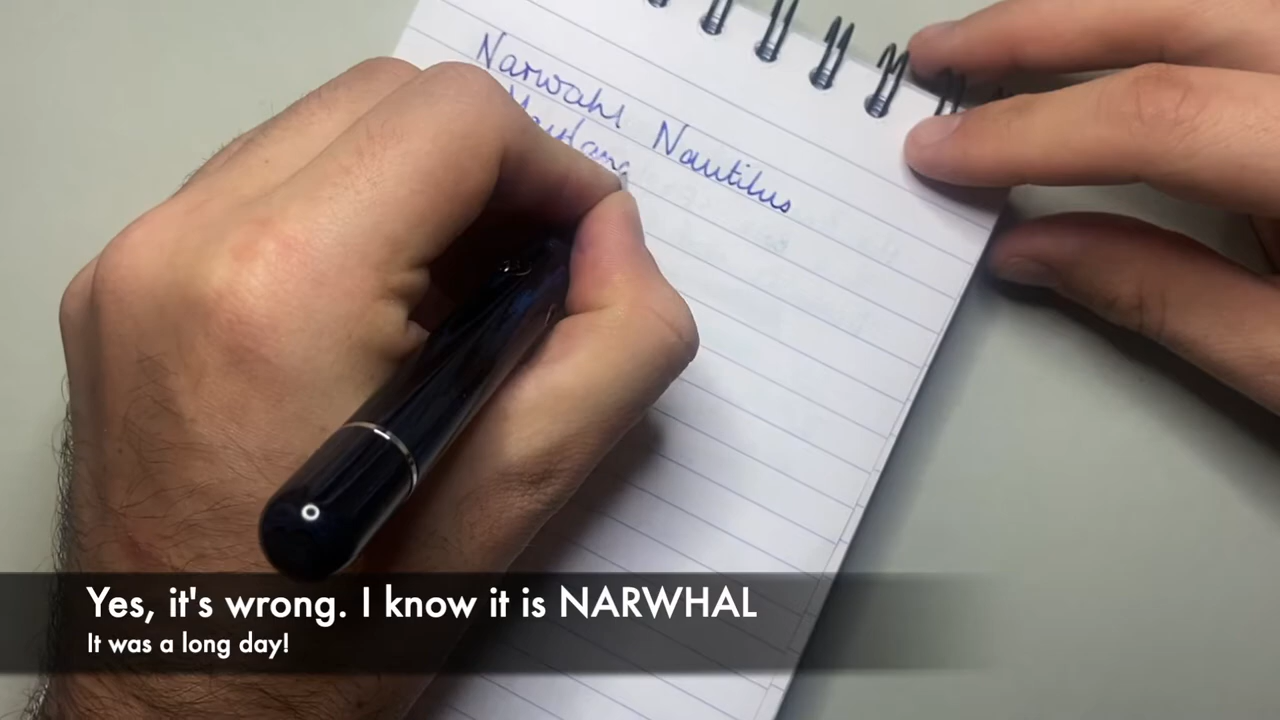 Narwahl Nautilus
Yes, it's wrong. I know it is NARWHAL
It was a long day!